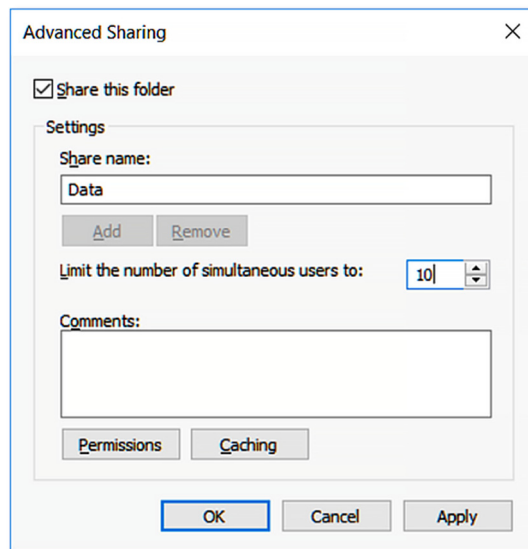 Advanced Sharing
Share this folder
Settings
Share name:
Data
Add Remove
Limit the number of simultaneous users to: 10
Comments:
Permissions Caching
OK Cancel Apply